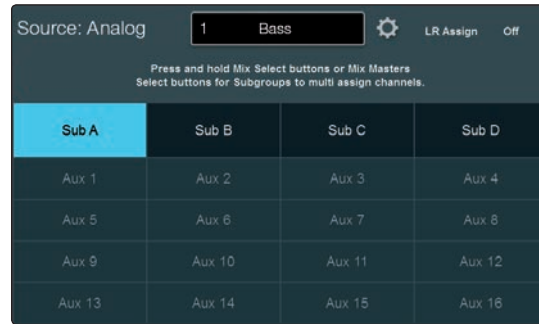 Source: Analog 1 Bass LR Assign Off
Press and hold Mix Select buttons or Mix Masters
Select buttons for Subgroups to multi assign channels.
Sub A Sub B Sub C Sub D
Aux 1 Aux 2 Aux 3 Aux 4
Aux 5 Aux 6 Aux 7 Aux 8
Aux 9 Aux 10 Aux 11 Aux 12
Aux 13 Aux 14 Aux 15 Aux 16